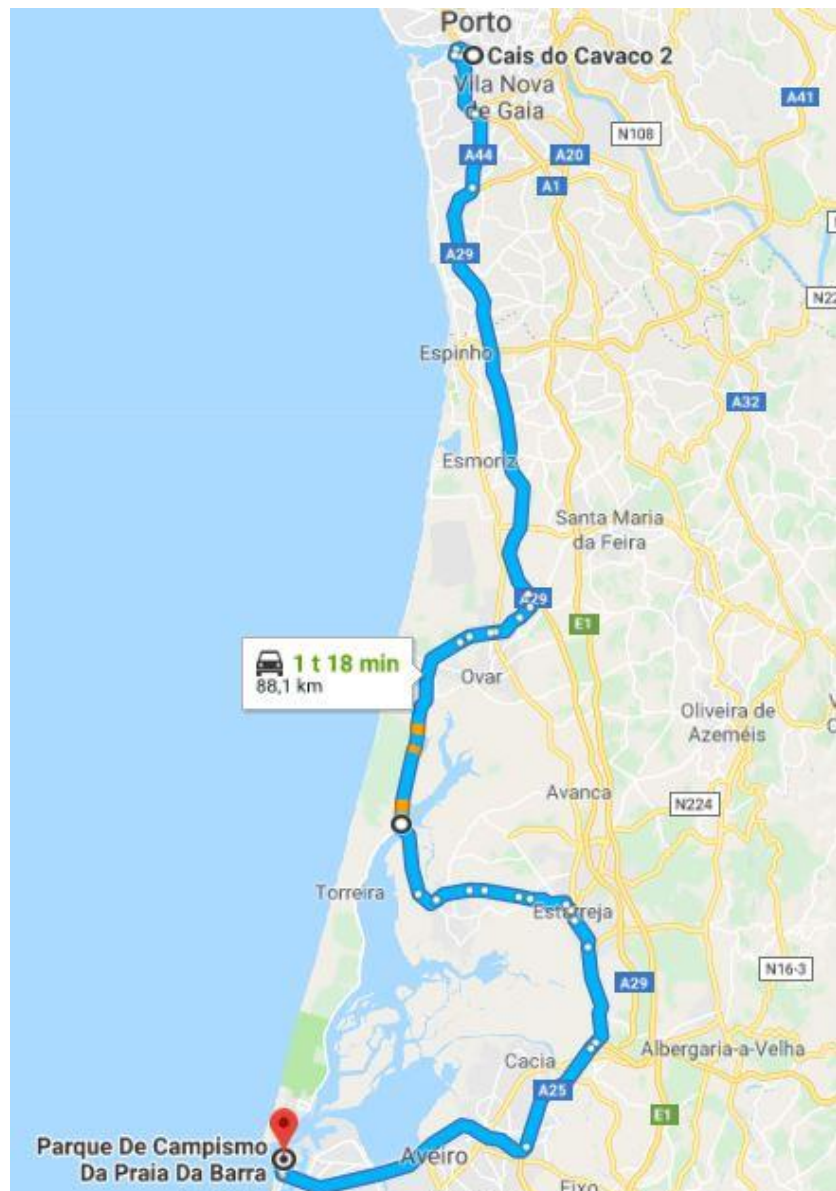 Porto
Cais do Cavaco 2
Vila Nova
de Gaia
A41
N108
A44
A20
A1
A29
N22
Espinho
A32
Esmoriz
Santa Maria
da Feira
A29
E1
1 t 18 min
88,1 km
Ovar
Oliveira de
Azeméis
Avanca
N224
Torreira
Estarreja
N16-3
A29
Cacia
Albergaria-a-Velha
A25
E1
Parque De Campismo
Da Praia Da Barra
Aveiro